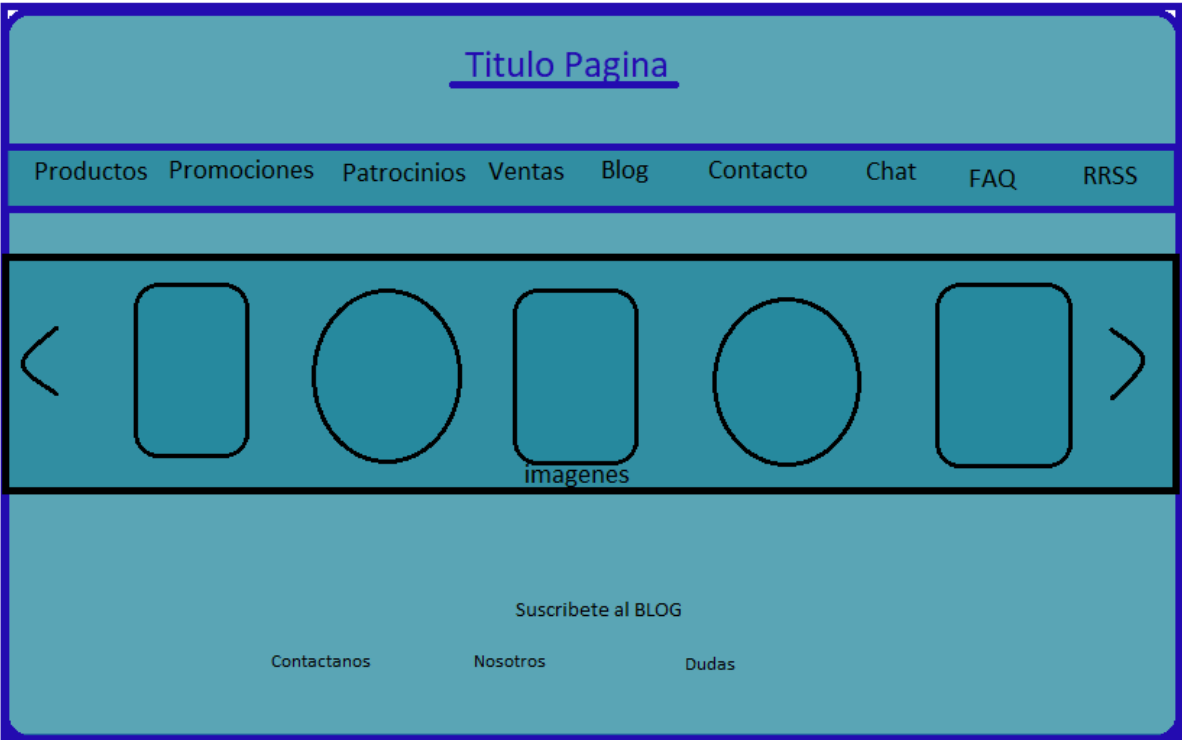 Titulo Pagina
Productos Promociones Patrocinios Ventas Blog Contacto Chat FAQ RRSS
imagenes
Suscribete al BLOG
Contactanos Nosotros Dudas